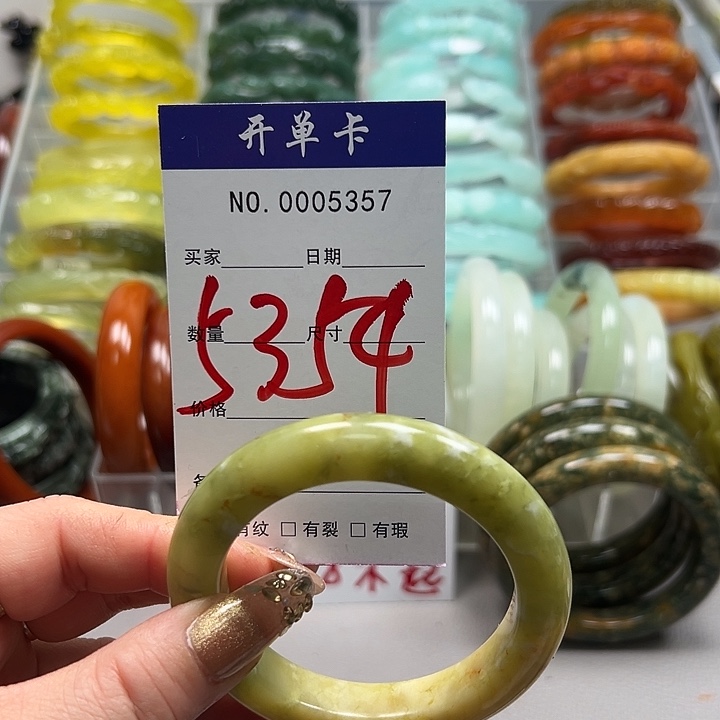 开单卡
NO. 0005357
买家 日期
5354
数量 尺寸
价格
有纹 □ 有裂 □ 有瑕